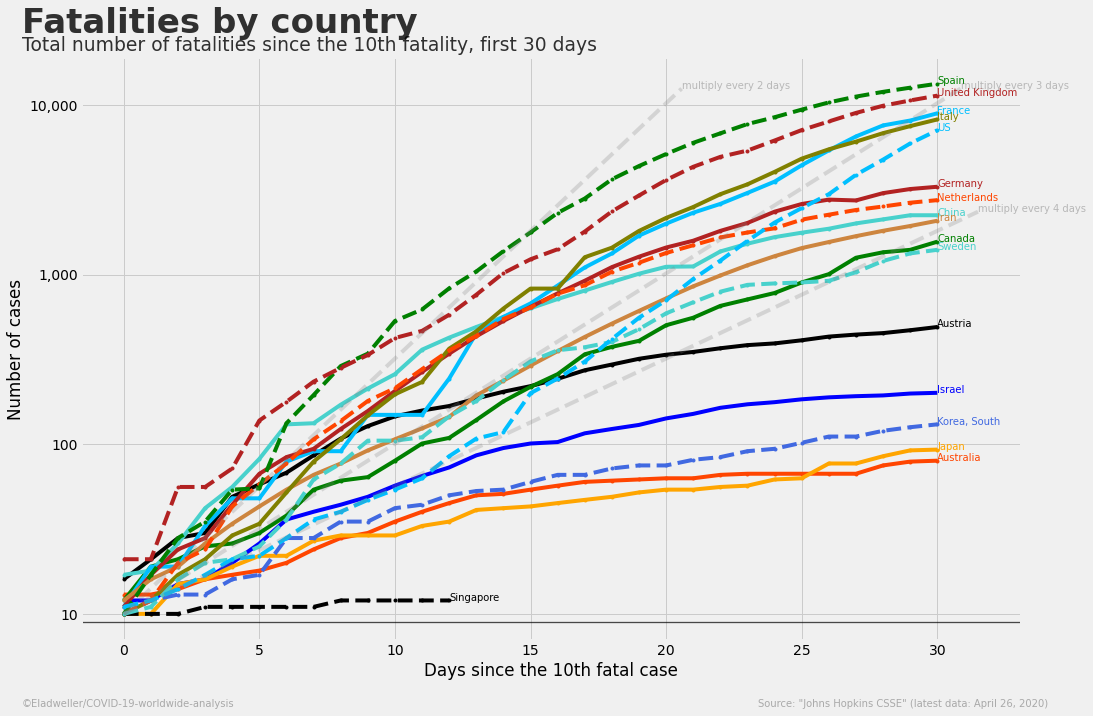 Fatalities by country
Total number of fatalities since the 10th fatality, first 30 days
multiply every 2 days
Spain
multiply every 3 days
United Kingdom
10,000
France
Italy
US
Germany
Netherlands
China
multiply every 4 days
Iran
Canada
Sweden
1,000
Austria
Number of cases
Israel
Korea, South
100
Japan
Australia
Singapore
10
0 5 10 15 20 25 30
Days since the 10th fatal case
©Eladweller/COVID-19-worldwide-analysis
Source: "Johns Hopkins CSSE" (latest data: April 26, 2020)